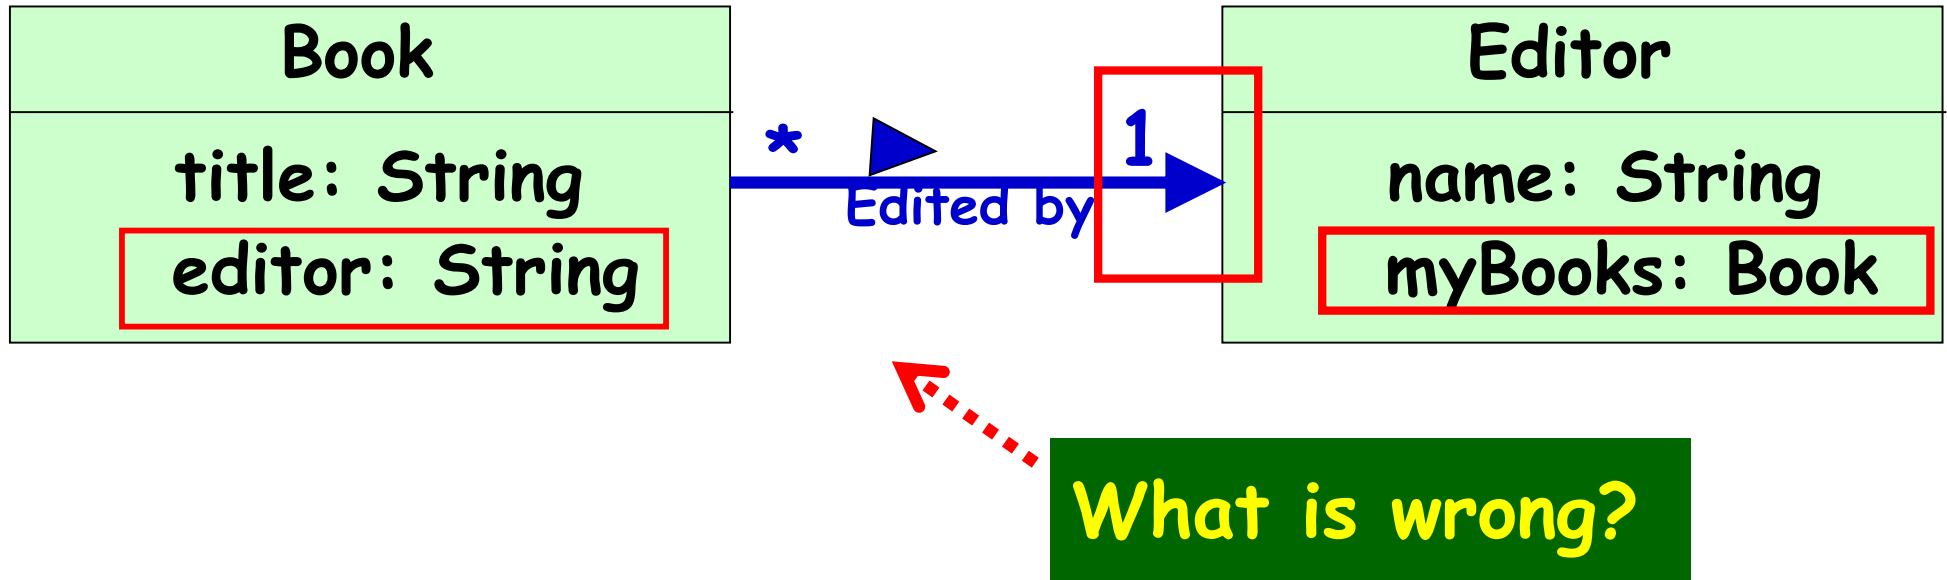 Book
title: String
editor: String
*
1
Edited by
Editor
name: String
myBooks: Book
What is wrong?